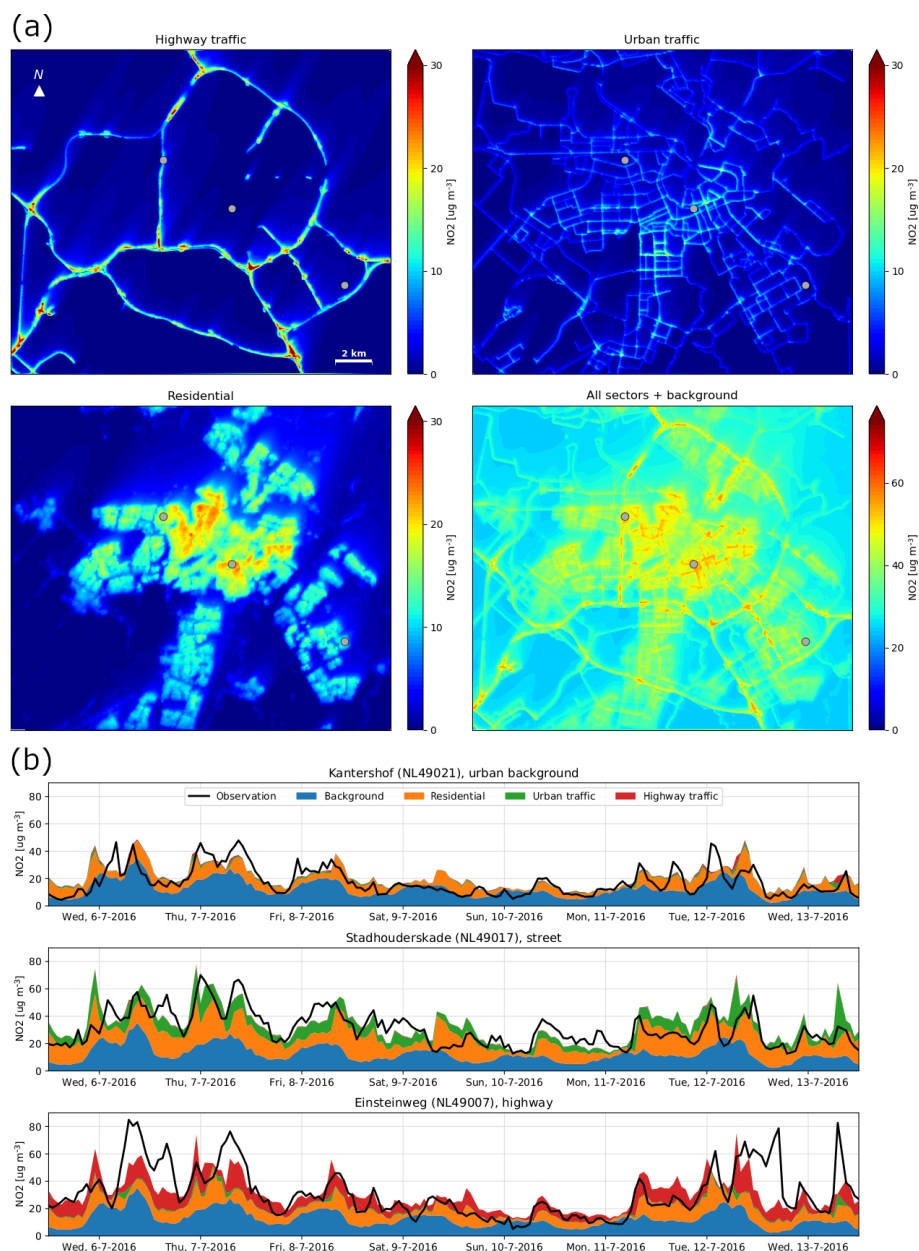 (a)
Highway traffic
Urban traffic
N
2 km
30
20
10
0
NO2 [ug m⁻³]
30
20
10
0
NO2 [ug m⁻³]
Residential
All sectors + background
30
20
10
0
NO2 [ug m⁻³]
60
40
20
0
NO2 [ug m⁻³]
(b)
Kantershof (NL49021), urban background
Observation Background Residential Urban traffic Highway traffic
NO2 [ug m⁻³]
80
60
40
20
0
Wed, 6-7-2016 Thu, 7-7-2016 Fri, 8-7-2016 Sat, 9-7-2016 Sun, 10-7-2016 Mon, 11-7-2016 Tue, 12-7-2016 Wed, 13-7-2016
Stadhouderskade (NL49017), street
NO2 [ug m⁻³]
80
60
40
20
0
Wed, 6-7-2016 Thu, 7-7-2016 Fri, 8-7-2016 Sat, 9-7-2016 Sun, 10-7-2016 Mon, 11-7-2016 Tue, 12-7-2016 Wed, 13-7-2016
Einsteinweg (NL49007), highway
NO2 [ug m⁻³]
80
60
40
20
0
Wed, 6-7-2016 Thu, 7-7-2016 Fri, 8-7-2016 Sat, 9-7-2016 Sun, 10-7-2016 Mon, 11-7-2016 Tue, 12-7-2016 Wed, 13-7-2016